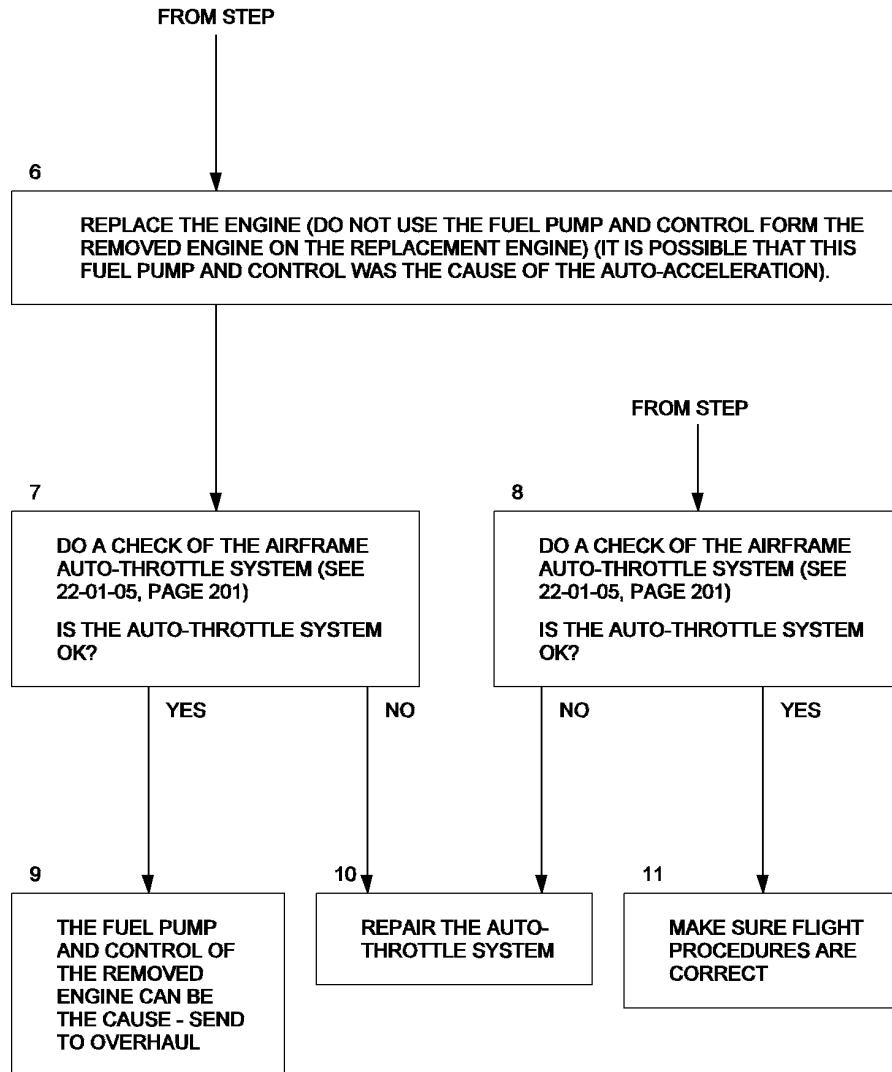 FROM STEP
6
REPLACE THE ENGINE (DO NOT USE THE FUEL PUMP AND CONTROL FORM THE
REMOVED ENGINE ON THE REPLACEMENT ENGINE) (IT IS POSSIBLE THAT THIS
FUEL PUMP AND CONTROL WAS THE CAUSE OF THE AUTO-ACCELERATION).
FROM STEP
7
DO A CHECK OF THE AIRFRAME
AUTO-THROTTLE SYSTEM (SEE
22-01-05, PAGE 201)
IS THE AUTO-THROTTLE SYSTEM
OK?
8
DO A CHECK OF THE AIRFRAME
AUTO-THROTTLE SYSTEM (SEE
22-01-05, PAGE 201)
IS THE AUTO-THROTTLE SYSTEM
OK?
YES
NO
NO
YES
9
THE FUEL PUMP
AND CONTROL OF
THE REMOVED
ENGINE CAN BE
THE CAUSE - SEND
TO OVERHAUL
10
REPAIR THE AUTO-
THROTTLE SYSTEM
11
MAKE SURE FLIGHT
PROCEDURES ARE
CORRECT